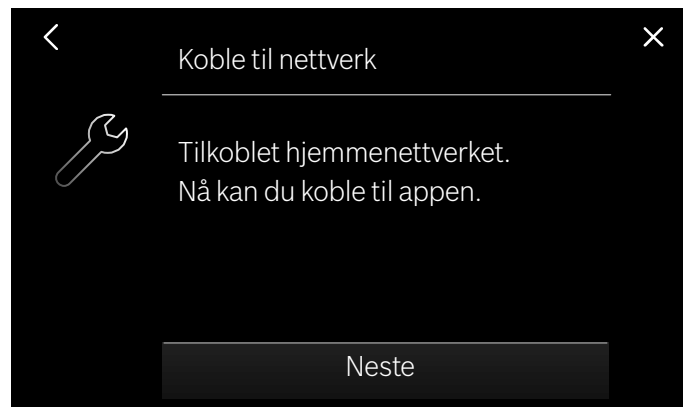 Koble til nettverk
Tilkoblet hjemmenettverket.
Nå kan du koble til appen.
Neste